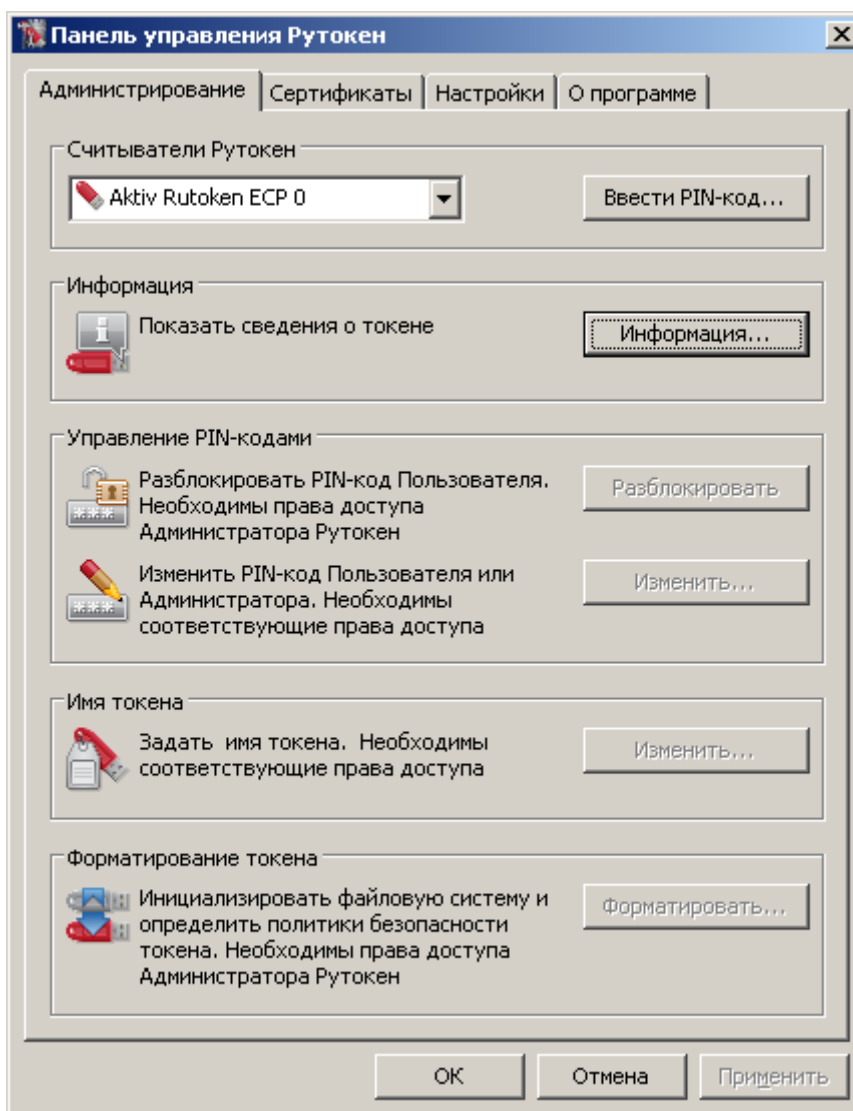 Панель управления Рутокен
Администрирование
Сертификаты
Настройки
О программе
Считыватели Рутокен
Aktiv Rutoken ECP 0
Ввести PIN-код...
Информация
Показать сведения о токене
Информация...
Управление PIN-кодами
Разблокировать PIN-код Пользователя.
Необходимы права доступа
Администратора Рутокен
Разблокировать
Изменить PIN-код Пользователя или
Администратора. Необходимы
соответствующие права доступа
Изменить...
Имя токена
Задать имя токена. Необходимы
соответствующие права доступа
Изменить...
Форматирование токена
Инициализировать файловую систему и
определить политики безопасности
токена. Необходимы права доступа
Администратора Рутокен
Форматировать...
ОК
Отмена
Применить